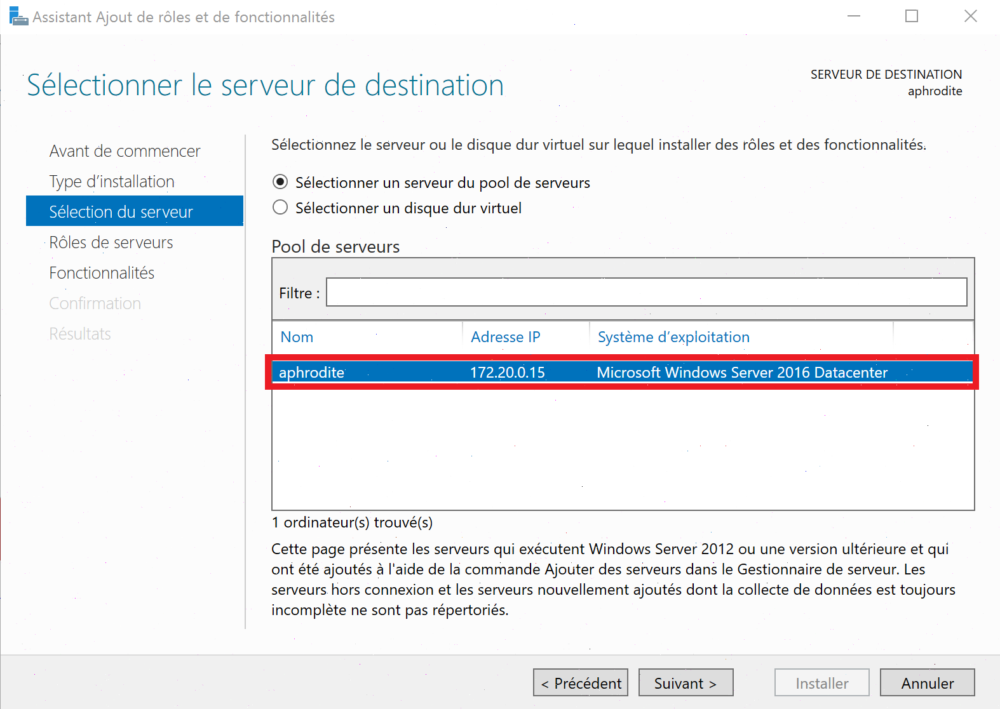 Assistant Ajout de rôles et de fonctionnalités
Sélectionner le serveur de destination
SERVEUR DE DESTINATION
aphrodite
Avant de commencer
Type d’installation
Sélection du serveur
Rôles de serveurs
Fonctionnalités
Confirmation
Résultats
Sélectionnez le serveur ou le disque dur virtuel sur lequel installer des rôles et des fonctionnalités.
Sélectionner un serveur du pool de serveurs
Sélectionner un disque dur virtuel
Pool de serveurs
Filtre :
Nom Adresse IP Système d’exploitation
aphrodite 172.20.0.15 Microsoft Windows Server 2016 Datacenter
1 ordinateur(s) trouvé(s)
Cette page présente les serveurs qui exécutent Windows Server 2012 ou une version ultérieure et qui
ont été ajoutés à l'aide de la commande Ajouter des serveurs dans le Gestionnaire de serveur. Les
serveurs hors connexion et les serveurs nouvellement ajoutés dont la collecte de données est toujours
incomplète ne sont pas répertoriés.
< Précédent Suivant > Installer Annuler